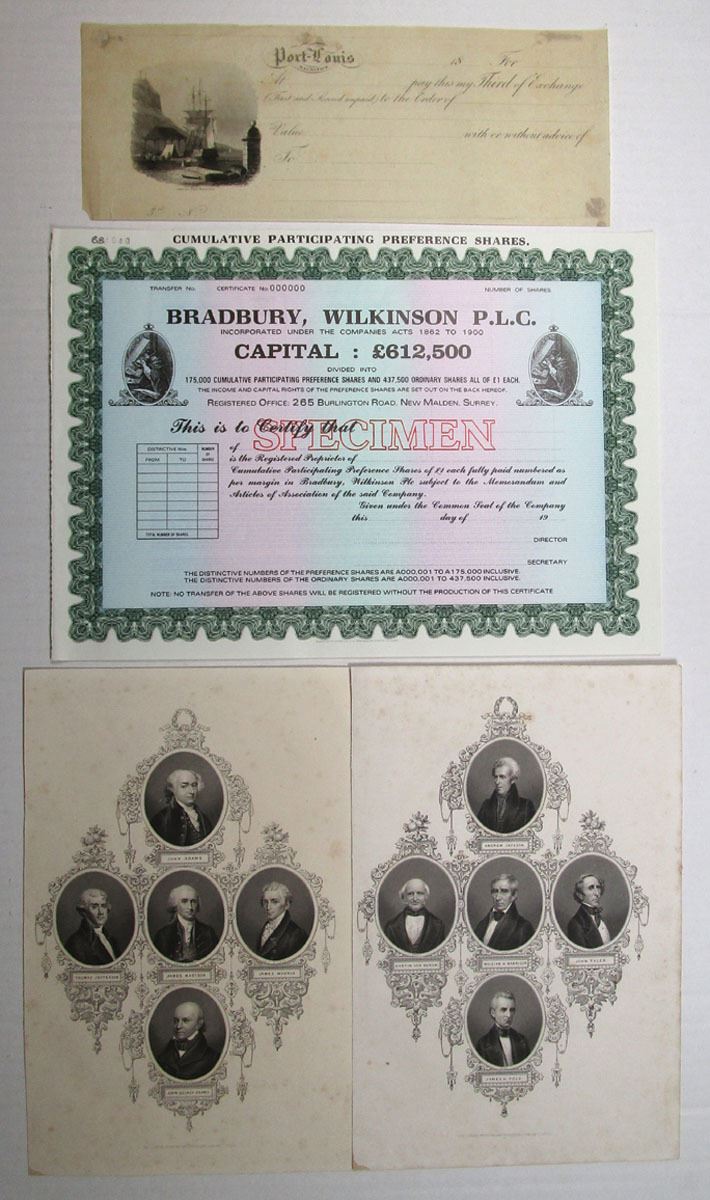 Port-Louis
MAURITIUS
18 For
At pay this my Third of Exchange
(First and Second unpaid) to the Order of
Value with or without advice of
To
CUMULATIVE PARTICIPATING PREFERENCE SHARES.
TRANSFER No. CERTIFICATE No. 000000 NUMBER OF SHARES
BRADBURY, WILKINSON P.L.C.
INCORPORATED UNDER THE COMPANIES ACTS 1862 TO 1900
CAPITAL : £612,500
DIVIDED INTO
175,000 CUMULATIVE PARTICIPATING PREFERENCE SHARES AND 437,500 ORDINARY SHARES ALL OF £1 EACH.
THE INCOME AND CAPITAL RIGHTS OF THE PREFERENCE SHARES ARE SET OUT ON THE BACK HEREOF.
REGISTERED OFFICE: 265 BURLINGTON ROAD, NEW MALDEN, SURREY.
This is to Certify that
SPECIMEN
of
is the Registered Proprietor of
Cumulative Participating Preference Shares of £1 each fully paid numbered as
per margin in Bradbury, Wilkinson Plc subject to the Memorandum and
Articles of Association of the said Company.
Given under the Common Seal of the Company
this day of 19
DISTINCTIVE Nos. NUMBER OF SHARES
FROM TO
TOTAL NUMBER OF SHARES
DIRECTOR
SECRETARY
THE DISTINCTIVE NUMBERS OF THE PREFERENCE SHARES ARE A000,001 TO A175,000 INCLUSIVE.
THE DISTINCTIVE NUMBERS OF THE ORDINARY SHARES ARE A000,001 TO 437,500 INCLUSIVE.
NOTE: NO TRANSFER OF THE ABOVE SHARES WILL BE REGISTERED WITHOUT THE PRODUCTION OF THIS CERTIFICATE
JOHN ADAMS
THOMAS JEFFERSON
JAMES MADISON
JAMES MONROE
JOHN QUINCY ADAMS
ANDREW JACKSON
MARTIN VAN BUREN
WILLIAM H. HARRISON
JOHN TYLER
JAMES K. POLK